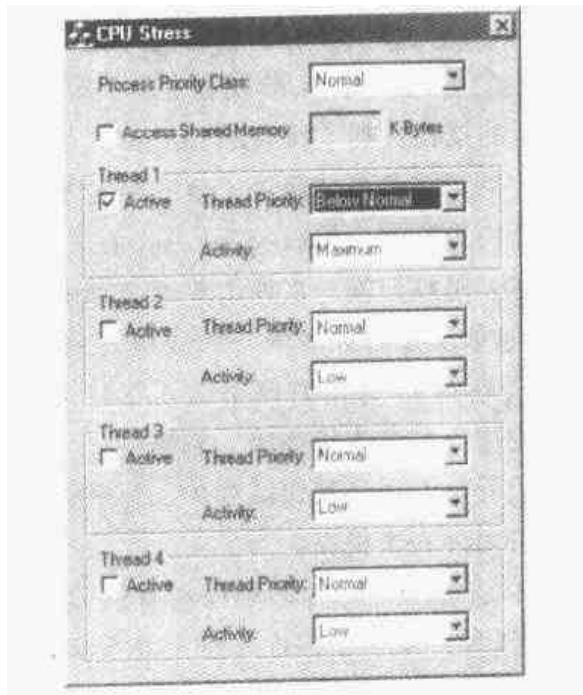 CPU Stress
Process Priority Class: Normal
Access Shared Memory K-Bytes
Thread 1
Active Thread Priority: Below Normal
Activity: Maximum
Thread 2
Active Thread Priority: Normal
Activity: Low
Thread 3
Active Thread Priority: Normal
Activity: Low
Thread 4
Active Thread Priority: Normal
Activity: Low